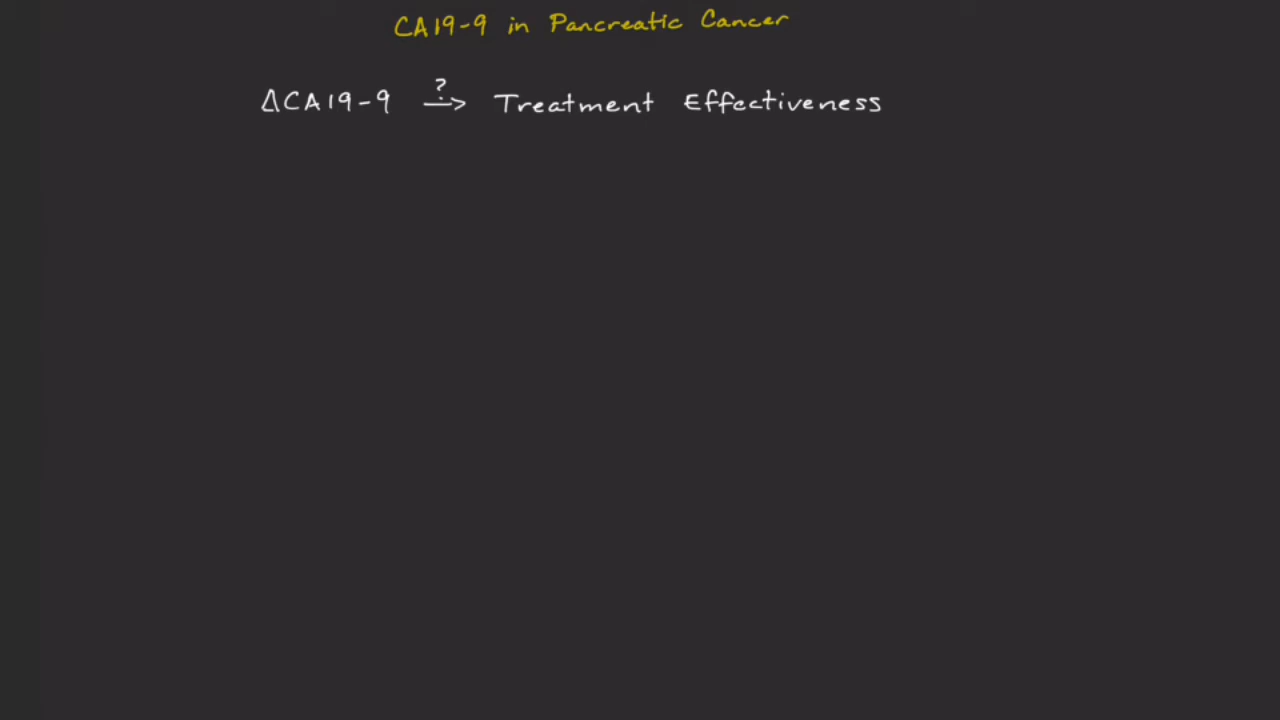 CA19-9 in Pancreatic Cancer
ΔCA19-9 ?→ Treatment Effectiveness